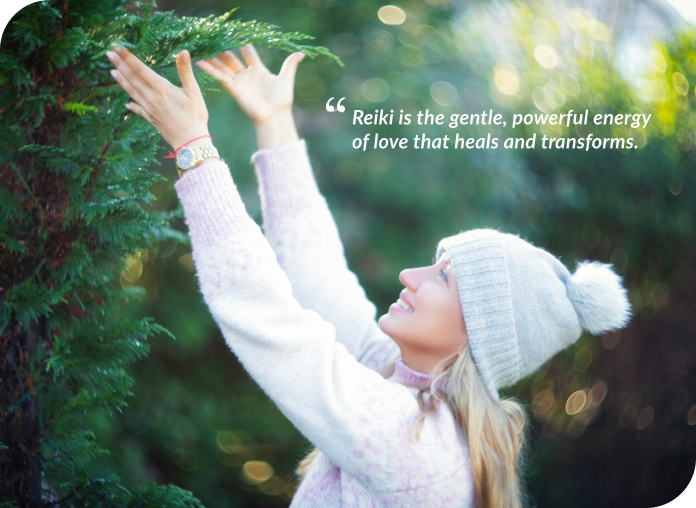 “ Reiki is the gentle, powerful energy
of love that heals and transforms.